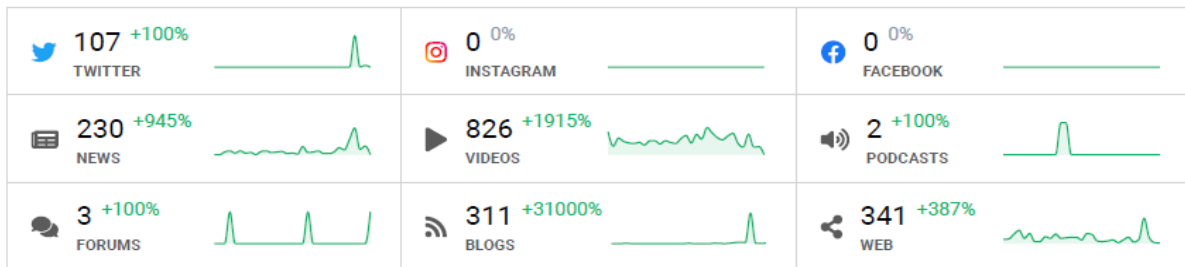 107 +100%
TWITTER
0 0%
INSTAGRAM
0 0%
FACEBOOK
230 +945%
NEWS
826 +1915%
VIDEOS
2 +100%
PODCASTS
3 +100%
FORUMS
311 +31000%
BLOGS
341 +387%
WEB